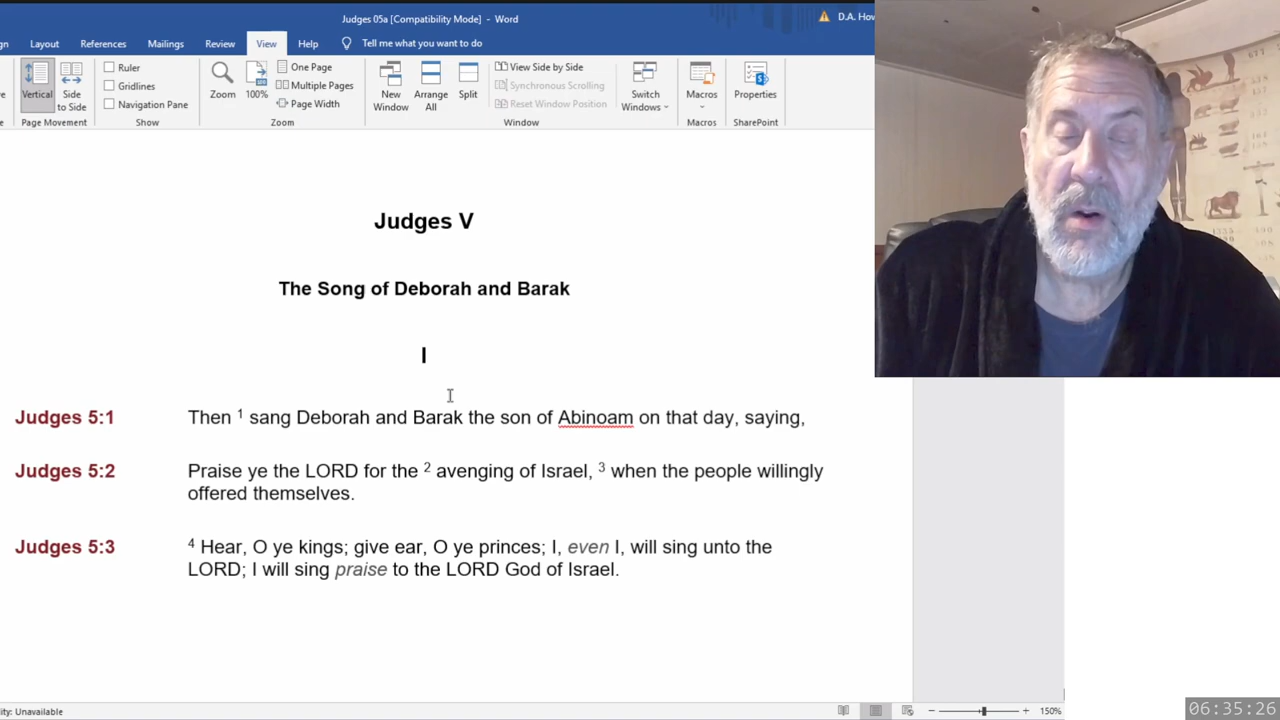 Judges 05a [Compatibility Mode] - Word
D.A. How
gn Layout References Mailings Review View Help Tell me what you want to do
Vertical
Side to Side
Page Movement
Ruler
Gridlines
Navigation Pane
Show
Zoom
100%
One Page
Multiple Pages
Page Width
Zoom
New Window
Arrange All
Split
View Side by Side
Synchronous Scrolling
Reset Window Position
Switch Windows
Window
Macros
Macros
Properties
SharePoint
Judges V
The Song of Deborah and Barak
I
Judges 5:1 Then 1 sang Deborah and Barak the son of Abinoam on that day, saying,
Judges 5:2 Praise ye the LORD for the 2 avenging of Israel, 3 when the people willingly
offered themselves.
Judges 5:3 4 Hear, O ye kings; give ear, O ye princes; I, even I, will sing unto the
LORD; I will sing praise to the LORD God of Israel.
ity: Unavailable
150%
06:35:26